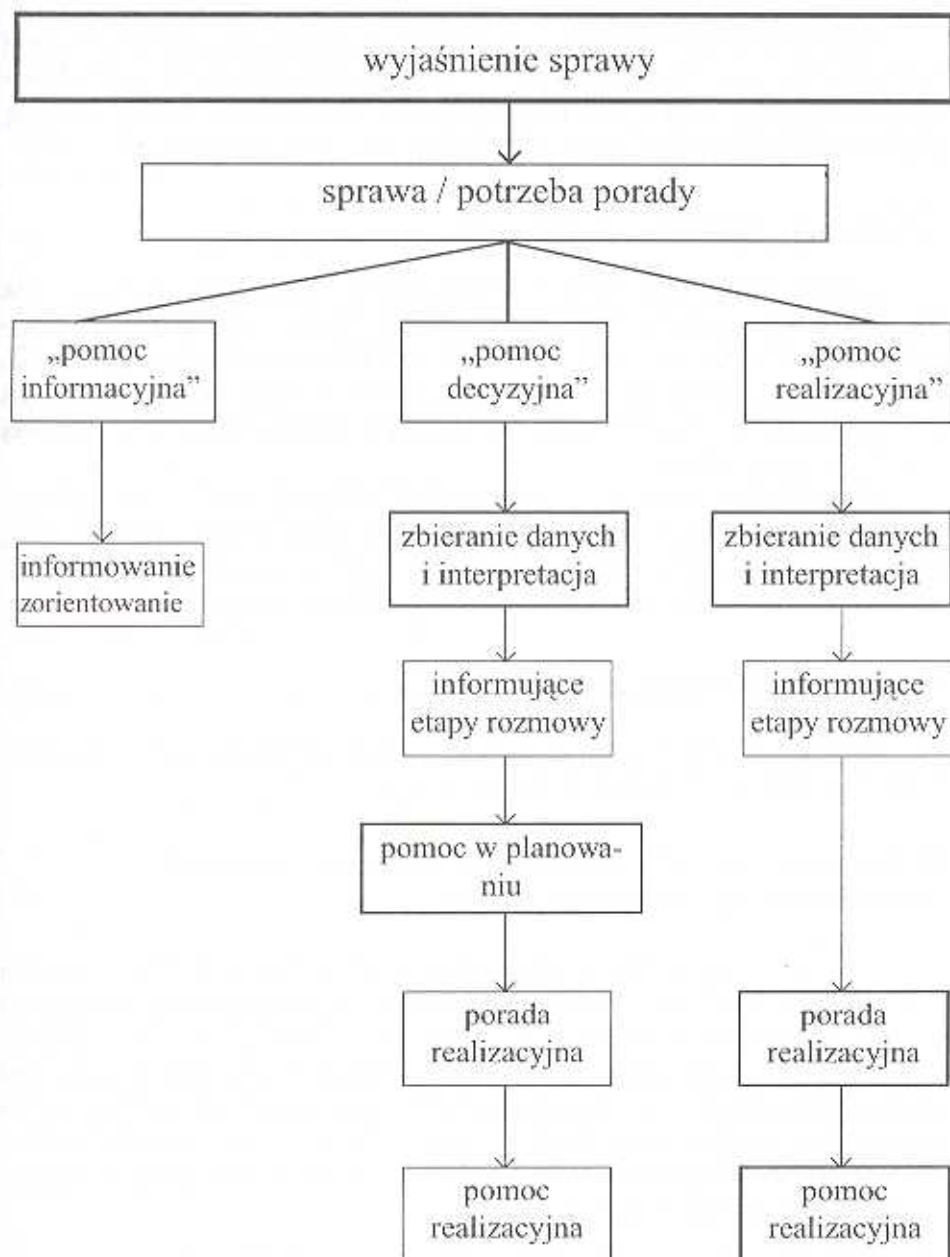 wyjaśnienie sprawy
sprawa / potrzeba porady
„pomoc
informacyjna”
„pomoc
decyzyjna”
„pomoc
realizacyjna”
informowanie
zorientowanie
zbieranie danych
i interpretacja
zbieranie danych
i interpretacja
informujące
etapy rozmowy
informujące
etapy rozmowy
pomoc w planowa-
niu
porada
realizacyjna
porada
realizacyjna
pomoc
realizacyjna
pomoc
realizacyjna